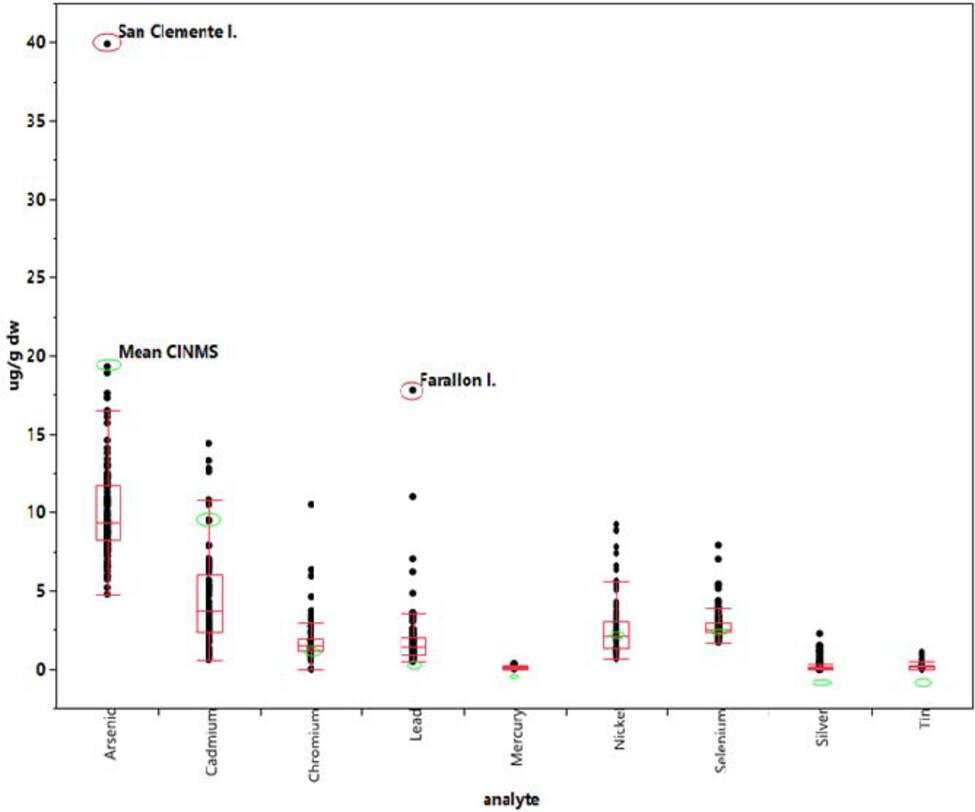 San Clemente I.
40
35
30
25
Mean CINMS
20
Farallon I.
15
10
5
0
ug/g dw
Arsenic
Cadmium
Chromium
Lead
Mercury
Nickel
Selenium
Silver
Tin
analyte